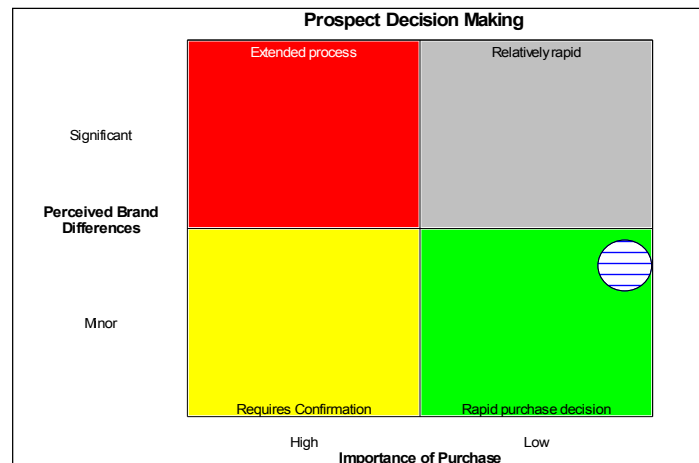 Prospect Decision Making
Extended process
Relatively rapid
Significant
Perceived Brand
Differences
Minor
Requires Confirmation
Rapid purchase decision
High
Low
Importance of Purchase